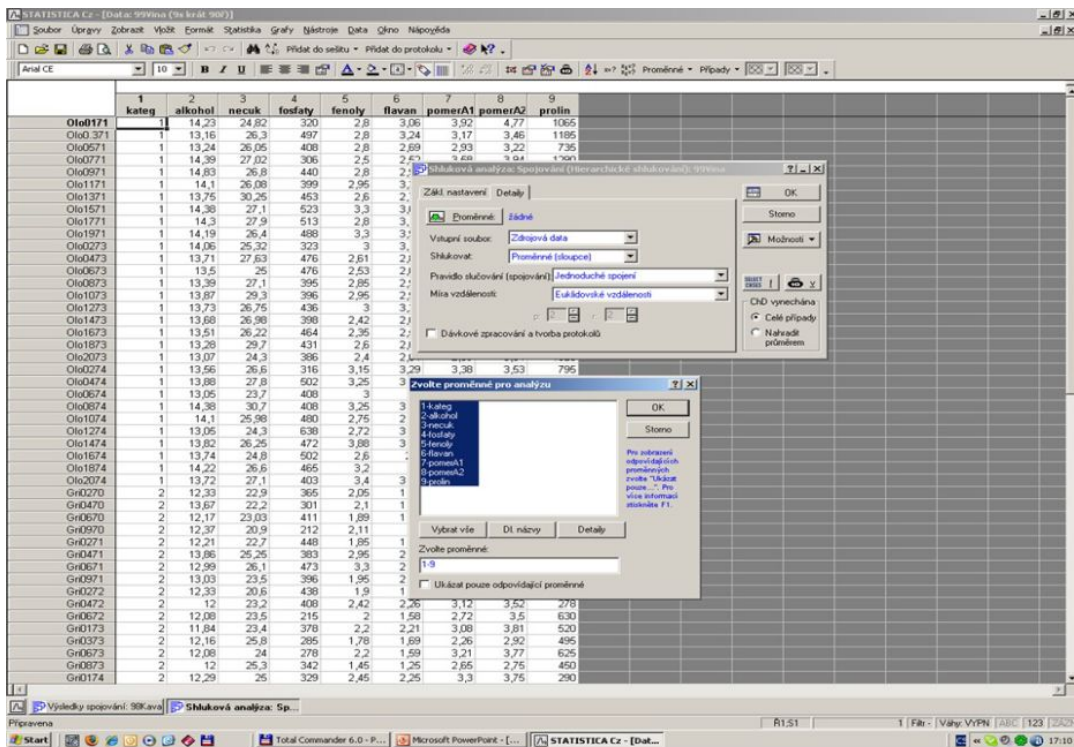 STATISTICA Cz - [Data: 99Vína (9s krát 90ř)]
Soubor Úpravy Zobrazit Vložit Formát Statistika Grafy Nástroje Data Okno Nápověda
Přidat do sešitu Přidat do protokolu
Arial CE 10 B I U Proměnné Případy
1 2 3 4 5 6 7 8 9
kateg alkohol necuk fosfaty fenoly flavan pomerA1 pomerA2 prolin
Olo0171 1 14,23 24,82 320 2,8 3,06 3,92 4,77 1065
Olo0371 1 13,16 26,3 497 2,8 3,24 3,17 3,46 1185
Olo0571 1 13,24 26,05 408 2,8 2,69 2,93 3,22 735
Olo0771 1 14,39 27,02 306 2,5
Olo0971 1 14,83 26,8 440 2,8
Olo1171 1 14,1 26,08 399 2,95
Olo1371 1 13,75 30,25 453 2,6
Olo1571 1 14,38 27,1 523 3,3
Olo1771 1 14,3 27,9 513 2,8
Olo1971 1 14,19 26,4 488 3,3
Olo0273 1 14,06 25,32 323 3
Olo0473 1 13,71 27,63 476 2,61
Olo0673 1 13,5 25 476 2,53
Olo0873 1 13,39 27,1 395 2,85
Olo1073 1 13,87 29,3 396 2,95
Olo1273 1 13,73 26,75 436 3
Olo1473 1 13,68 26,98 398 2,42
Olo1673 1 13,51 26,22 464 2,35
Olo1873 1 13,28 29,7 431 2,6
Olo2073 1 13,07 24,3 386 2,4
Olo0274 1 13,56 26,6 316 3,15 3,29 3,38 3,53 795
Olo0474 1 13,88 27,8 502 3,25
Olo0674 1 13,05 23,7 408 3
Olo0874 1 14,38 30,7 408 3,25
Olo1074 1 14,1 25,98 480 2,75
Olo1274 1 13,05 24,3 638 2,72
Olo1474 1 13,82 26,25 472 3,88
Olo1674 1 13,74 24,8 502 2,6
Olo1874 1 14,22 26,6 465 3,2
Olo2074 1 13,72 27,1 403 3,4
Gri0270 2 12,33 22,9 365 2,05
Gri0470 2 13,67 22,2 301 2,1
Gri0670 2 12,17 23,03 411 1,89
Gri0970 2 12,37 20,9 212 2,11
Gri0271 2 12,21 22,7 448 1,85
Gri0471 2 13,86 25,25 383 2,95
Gri0671 2 12,99 26,1 473 3,3
Gri0971 2 13,03 23,5 396 1,95
Gri0272 2 12,33 20,6 438 1,9
Gri0472 2 12 23,2 408 2,42 2,26 3,12 3,52 278
Gri0672 2 12,08 23,5 215 2 1,58 2,72 3,5 630
Gri0173 2 11,84 23,4 378 2,2 2,21 3,08 3,81 520
Gri0373 2 12,16 25,8 285 1,78 1,69 2,26 2,92 495
Gri0673 2 12,08 24 278 2,2 1,59 3,21 3,77 625
Gri0873 2 12 25,3 342 1,45 1,25 2,65 2,75 450
Gri0174 2 12,29 25 329 2,45 2,25 3,3 3,75 290
Shluková analýza: Spojování (Hierarchické shlukování): 99Vína
Zákl. nastavení Detaily
Proměnné: žádné
Vstupní soubor: Zdrojová data
Shlukovat: Proměnné (sloupce)
Pravidlo slučování (spojování): Jednoduché spojení
Míra vzdálenosti: Euklidovské vzdálenosti
p: 2 r: 2
Dávkové zpracování a tvorba protokolů
OK
Storno
Možnosti
SELECT CASES
ChD vynechána
Celé případy
Nahradit průměrem
Zvolte proměnné pro analýzu
1-kateg
2-alkohol
3-necuk
4-fosfaty
5-fenoly
6-flavan
7-pomerA1
8-pomerA2
9-prolin
OK
Storno
Pro zobrazení
odpovídajících
proměnných
zvolte "Ukázat
pouze...". Pro
více informací
stiskněte F1.
Vybrat vše Dl. názvy Detaily
Zvolte proměnné:
1-9
Ukázat pouze odpovídající proměnné
Výsledky spojování: 98Kava Shluková analýza: Sp...
Připravena Ř1;S1 1 Filtr - Váhy: VYPN ABC 123
Start Total Commander 6.0 - P... Microsoft PowerPoint - [... STATISTICA Cz - [Dat... 17:10